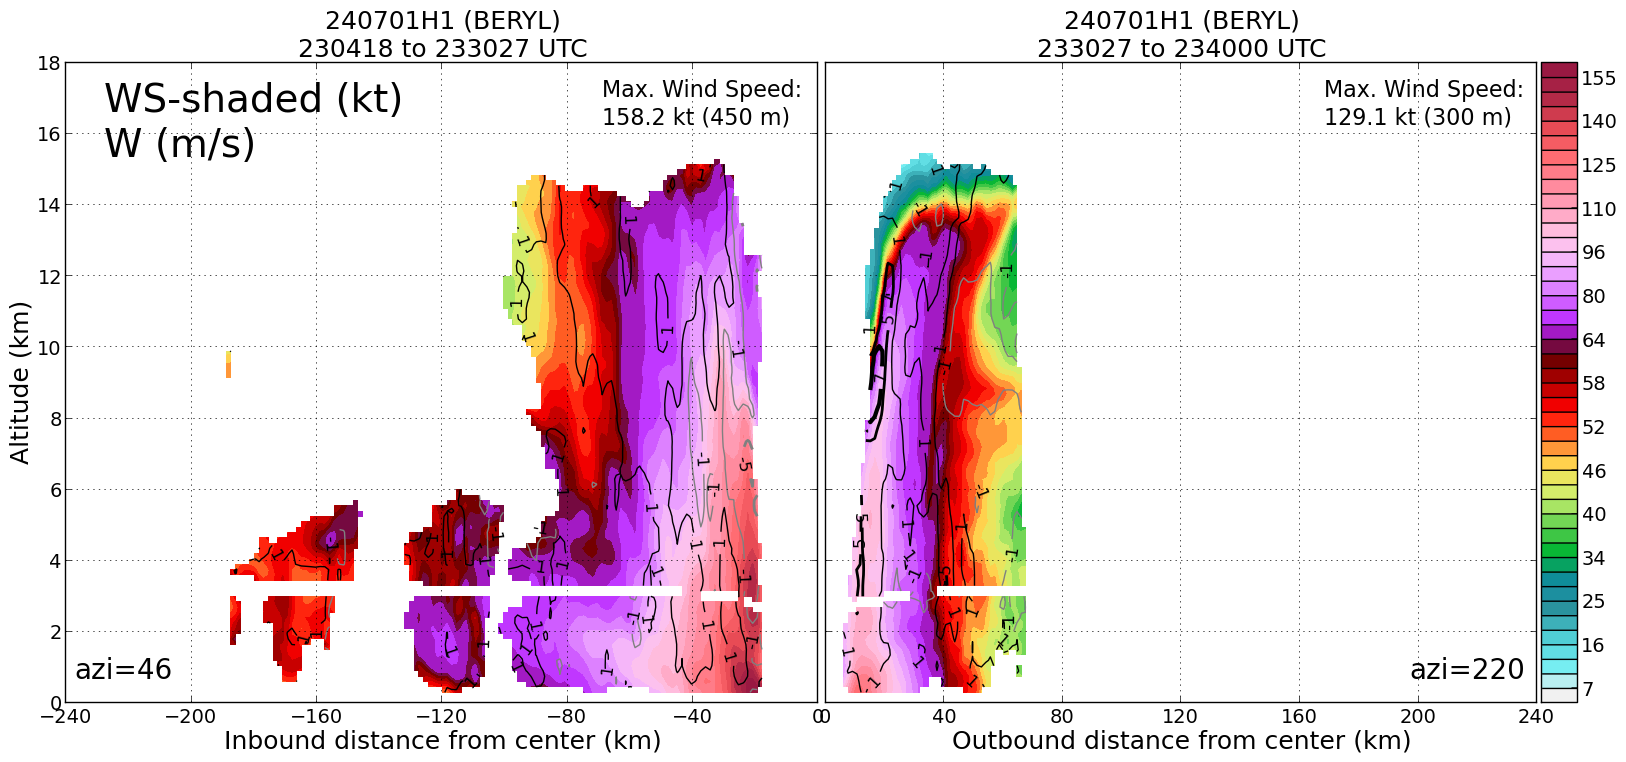 240701H1 (BERYL)
230418 to 233027 UTC
240701H1 (BERYL)
233027 to 234000 UTC
WS-shaded (kt)
W (m/s)
Max. Wind Speed:
158.2 kt (450 m)
Max. Wind Speed:
129.1 kt (300 m)
18
16
14
12
10
8
6
4
2
0
Altitude (km)
azi=46
azi=220
−240
−200
−160
−120
−80
−40
0
Inbound distance from center (km)
0
40
80
120
160
200
240
Outbound distance from center (km)
155
140
125
110
96
80
64
58
52
46
40
34
25
16
7